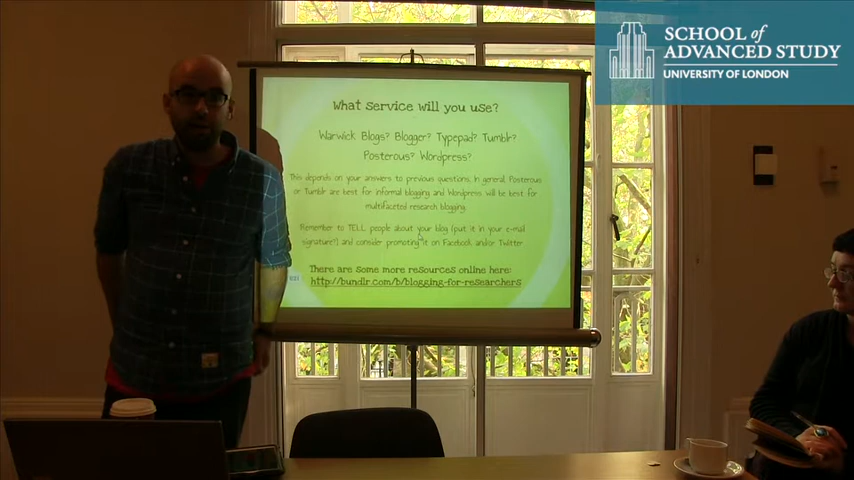 SCHOOL of
ADVANCED STUDY
UNIVERSITY OF LONDON
What service will you use?
Warwick Blogs? Blogger? Typepad? Tumblr?
Posterous? Wordpress?
This depends on your answers to previous questions. In general, Posterous
or Tumblr are best for informal blogging and Wordpress will be best for
multifaceted research blogging.
Remember to TELL people about your blog (put it in your e-mail
signature?) and consider promoting it on Facebook and/or Twitter
There are some more resources online here:
http://bundlr.com/b/blogging-for-researchers